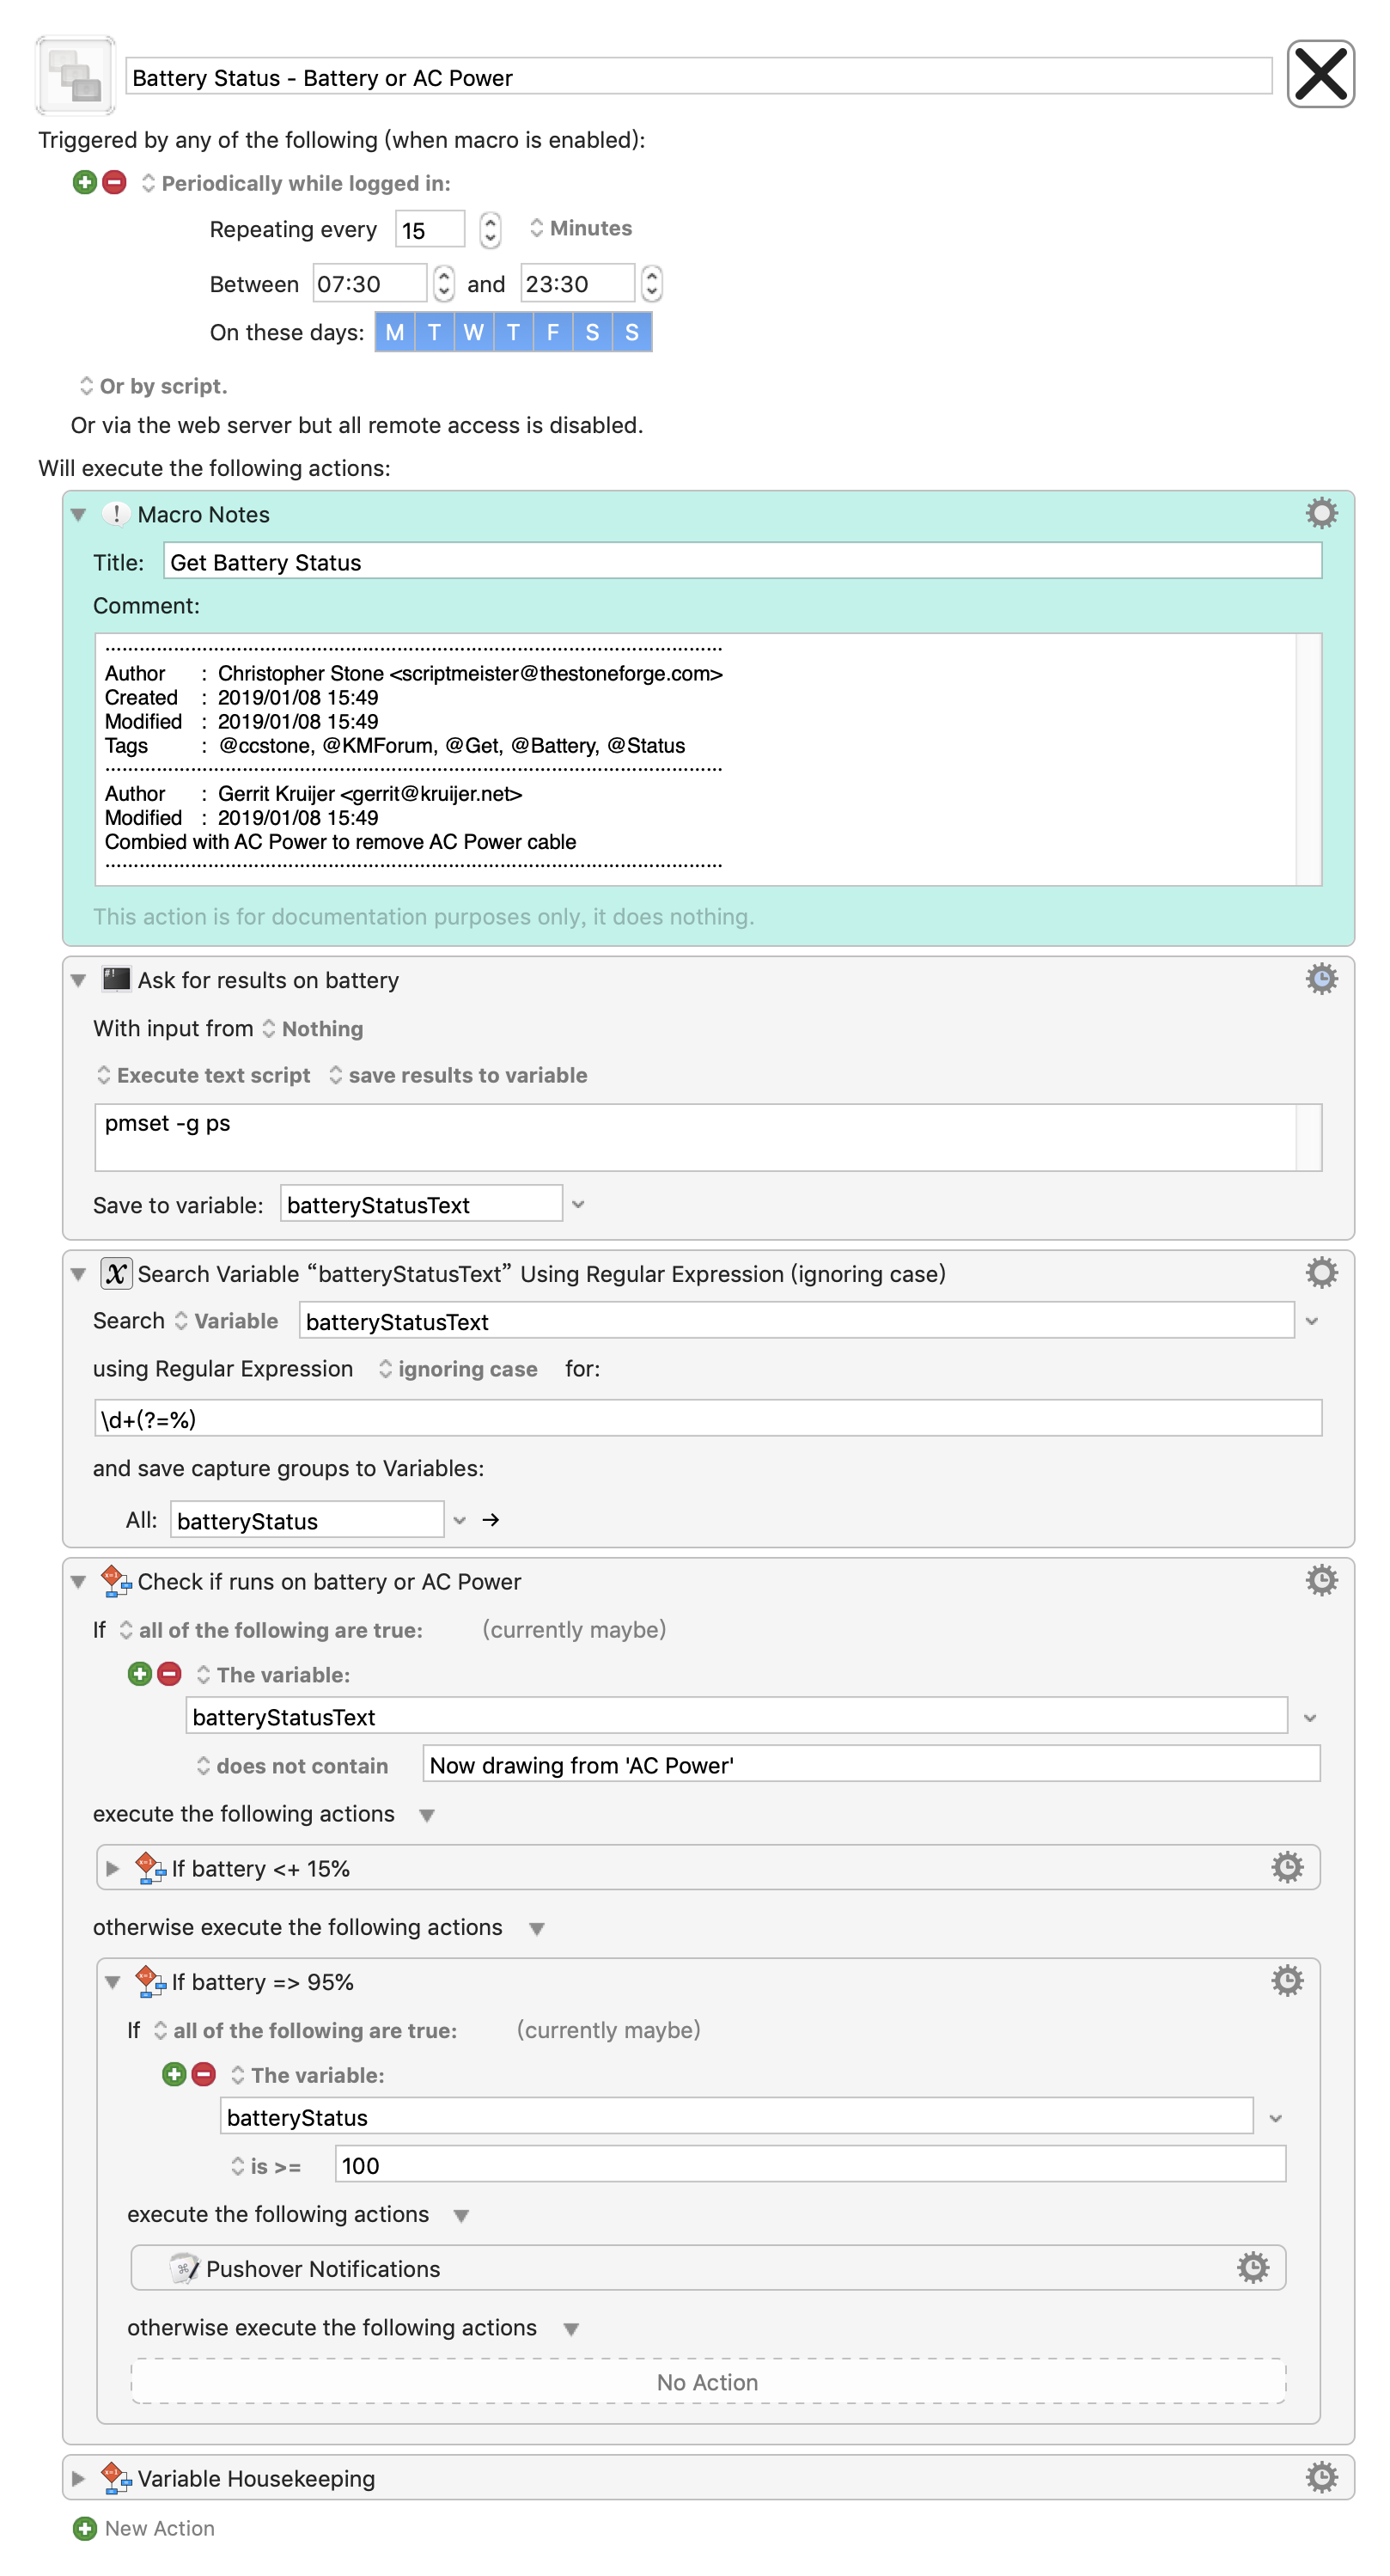 Battery Status - Battery or AC Power
Triggered by any of the following (when macro is enabled):
Periodically while logged in:
Repeating every 15 Minutes
Between 07:30 and 23:30
On these days: M T W T F S S
Or by script.
Or via the web server but all remote access is disabled.
Will execute the following actions:
Macro Notes
Title: Get Battery Status
Comment:
Author : Christopher Stone <scriptmeister@thestoneforge.com>
Created : 2019/01/08 15:49
Modified : 2019/01/08 15:49
Tags : @ccstone, @KMForum, @Get, @Battery, @Status
Author : Gerrit Kruijer <gerrit@kruijer.net>
Modified : 2019/01/08 15:49
Combied with AC Power to remove AC Power cable
This action is for documentation purposes only, it does nothing.
Ask for results on battery
With input from Nothing
Execute text script save results to variable
pmset -g ps
Save to variable: batteryStatusText
Search Variable “batteryStatusText” Using Regular Expression (ignoring case)
Search Variable batteryStatusText
using Regular Expression ignoring case for:
\d+(?=%)
and save capture groups to Variables:
All: batteryStatus →
Check if runs on battery or AC Power
If all of the following are true: (currently maybe)
The variable:
batteryStatusText
does not contain Now drawing from 'AC Power'
execute the following actions
If battery <+ 15%
otherwise execute the following actions
If battery => 95%
If all of the following are true: (currently maybe)
The variable:
batteryStatus
is >= 100
execute the following actions
Pushover Notifications
otherwise execute the following actions
No Action
Variable Housekeeping
New Action